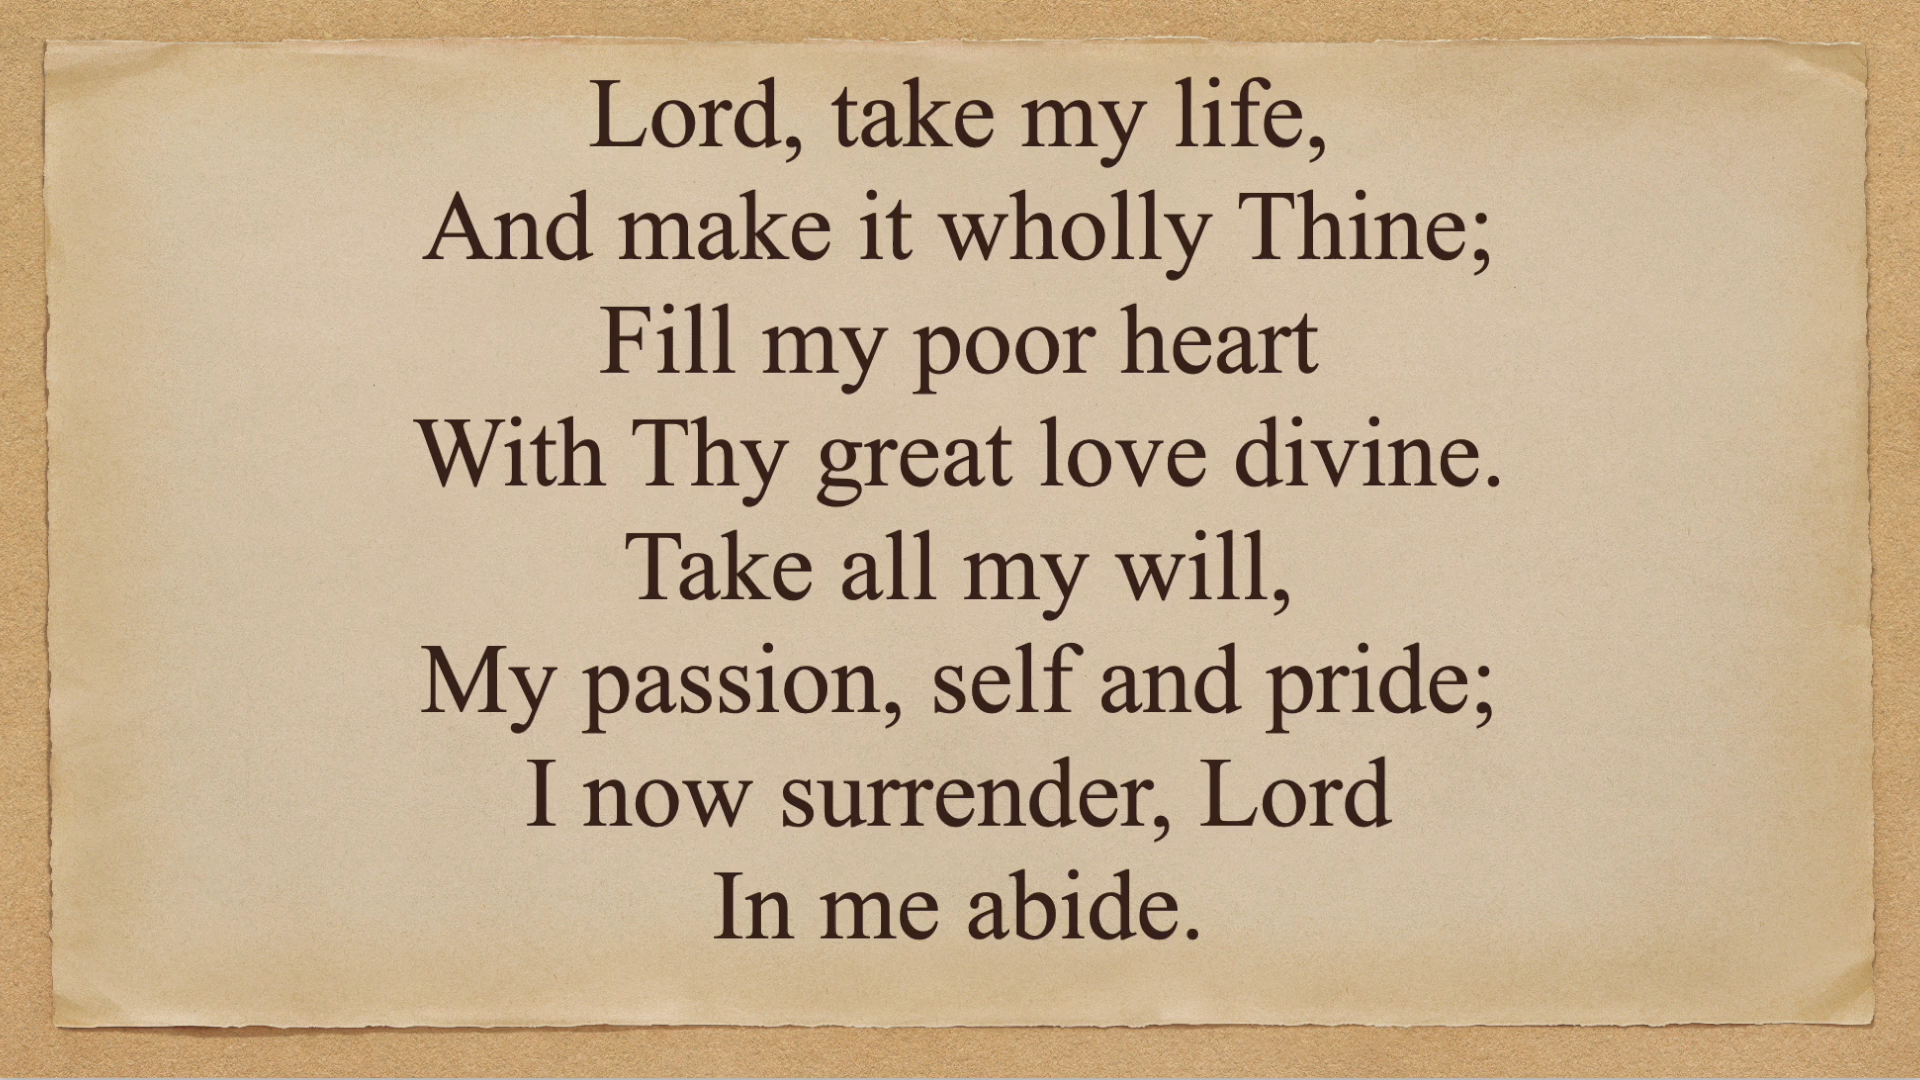 Lord, take my life,
And make it wholly Thine;
Fill my poor heart
With Thy great love divine.
Take all my will,
My passion, self and pride;
I now surrender, Lord
In me abide.